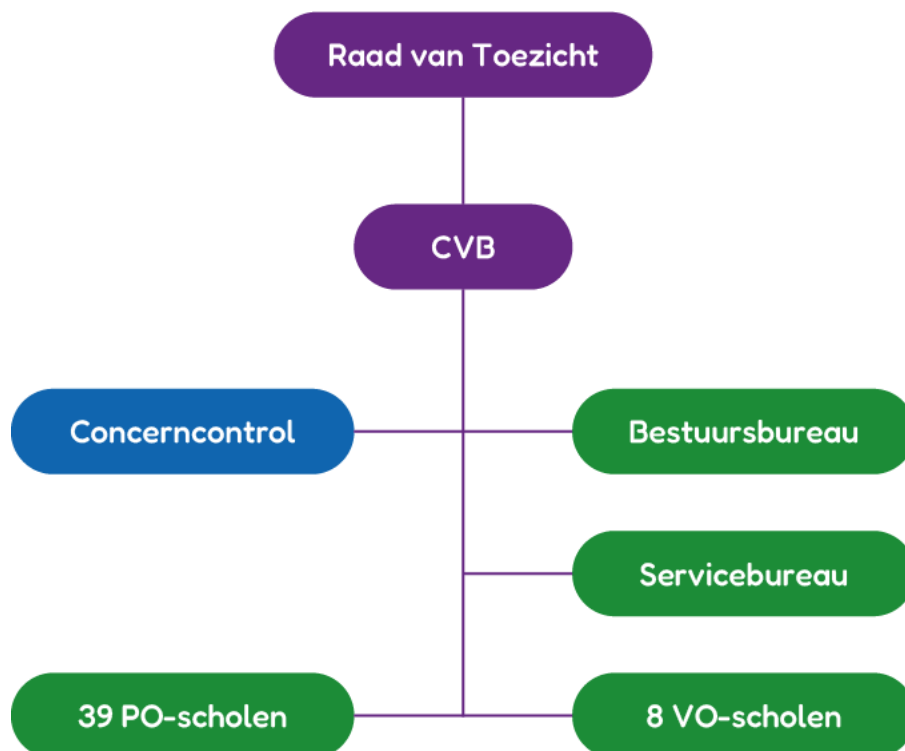 Raad van Toezicht
CVB
Concerncontrol
Bestuursbureau
Servicebureau
39 PO-scholen
8 VO-scholen